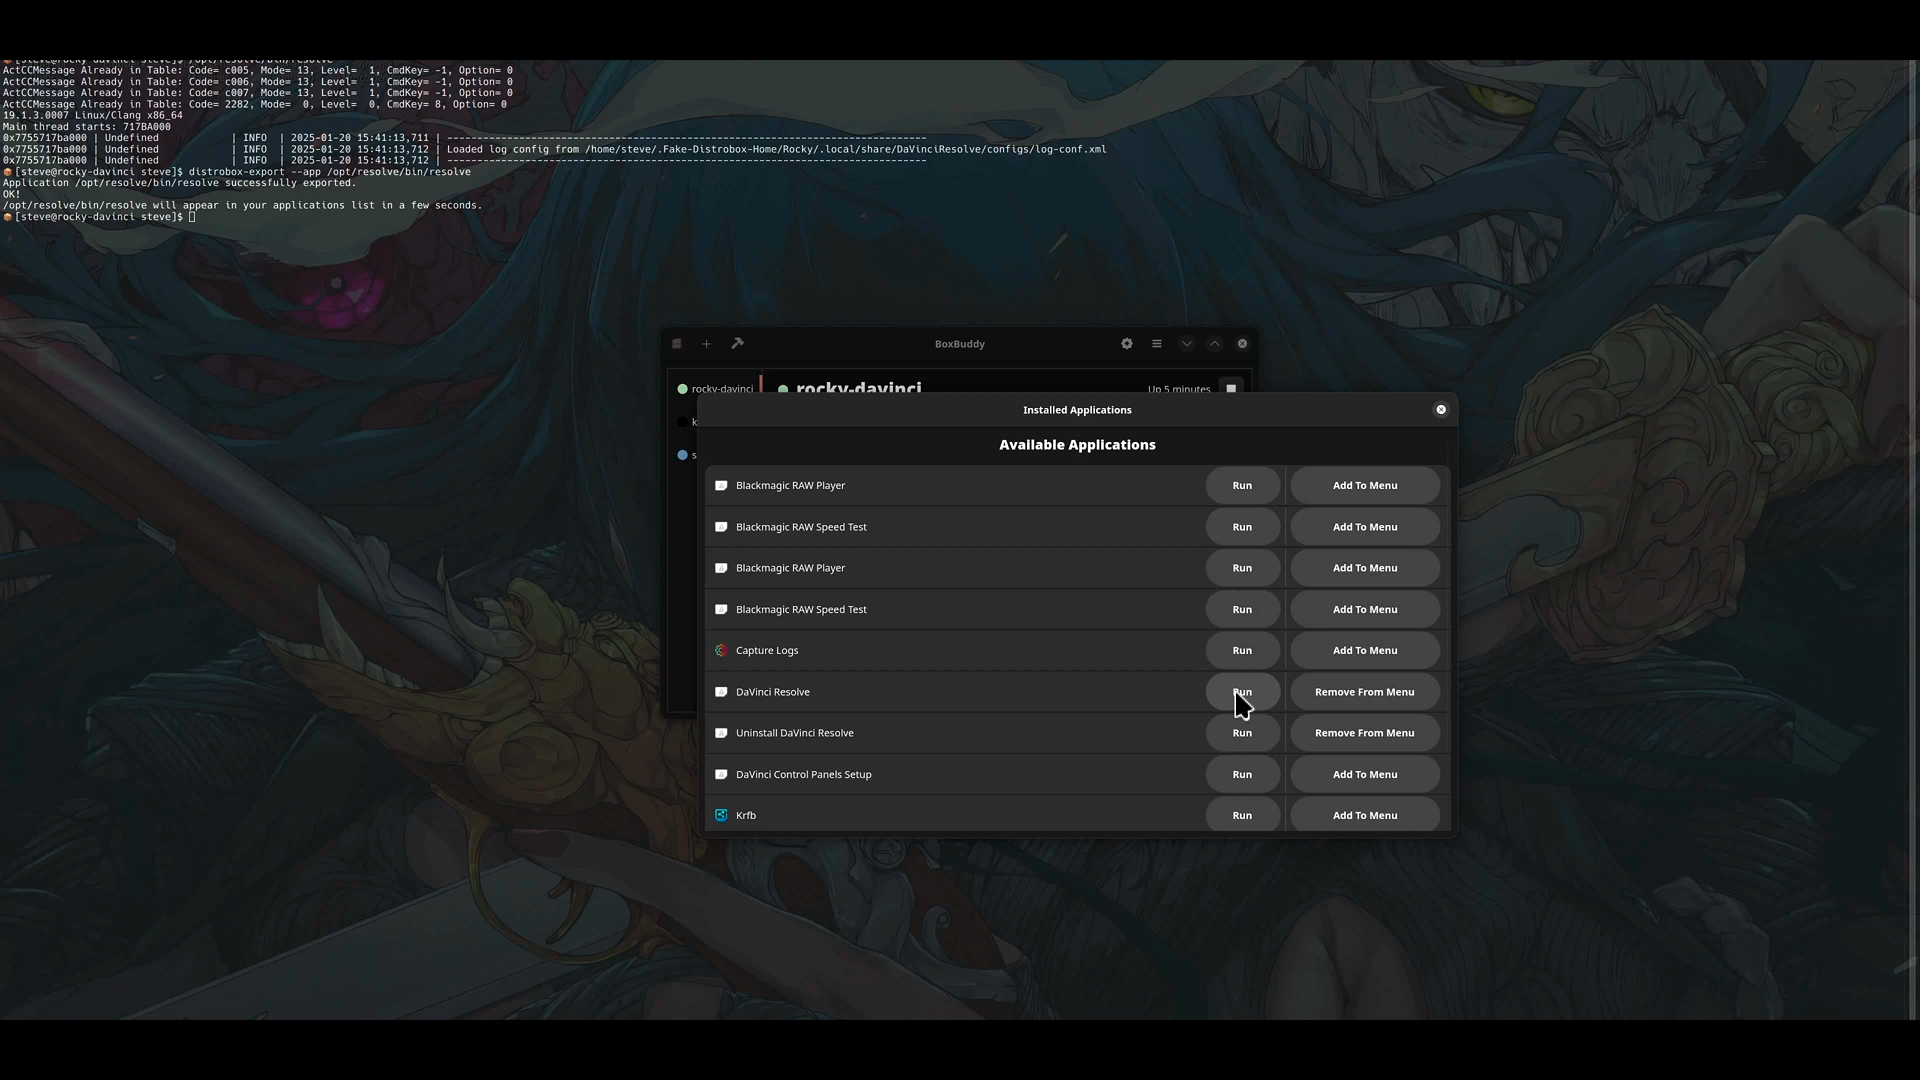 [steve@rocky-davinci steve]$ /opt/resolve/bin/resolve
ActCCMessage Already in Table: Code= c005, Mode= 13, Level=  1, CmdKey= -1, Option= 0
ActCCMessage Already in Table: Code= c006, Mode= 13, Level=  1, CmdKey= -1, Option= 0
ActCCMessage Already in Table: Code= c007, Mode= 13, Level=  1, CmdKey= -1, Option= 0
ActCCMessage Already in Table: Code= 2282, Mode=  0, Level=  0, CmdKey= 8, Option= 0
19.1.3.0007 Linux/Clang x86_64
Main thread starts: 717BA000
0x7755717ba000 | Undefined | INFO | 2025-01-20 15:41:13,711 | --------------------------------------------------------------------------------
0x7755717ba000 | Undefined | INFO | 2025-01-20 15:41:13,712 | Loaded log config from /home/steve/.Fake-Distrobox-Home/Rocky/.local/share/DaVinciResolve/configs/log-conf.xml
0x7755717ba000 | Undefined | INFO | 2025-01-20 15:41:13,712 | --------------------------------------------------------------------------------
[steve@rocky-davinci steve]$ distrobox-export --app /opt/resolve/bin/resolve
Application /opt/resolve/bin/resolve successfully exported.
OK!
/opt/resolve/bin/resolve will appear in your applications list in a few seconds.
[steve@rocky-davinci steve]$
BoxBuddy
rocky-davinci
rocky-davinci
Up 5 minutes
k
s
Installed Applications
Available Applications
Blackmagic RAW Player Run Add To Menu
Blackmagic RAW Speed Test Run Add To Menu
Blackmagic RAW Player Run Add To Menu
Blackmagic RAW Speed Test Run Add To Menu
Capture Logs Run Add To Menu
DaVinci Resolve Run Remove From Menu
Uninstall DaVinci Resolve Run Remove From Menu
DaVinci Control Panels Setup Run Add To Menu
Krfb Run Add To Menu